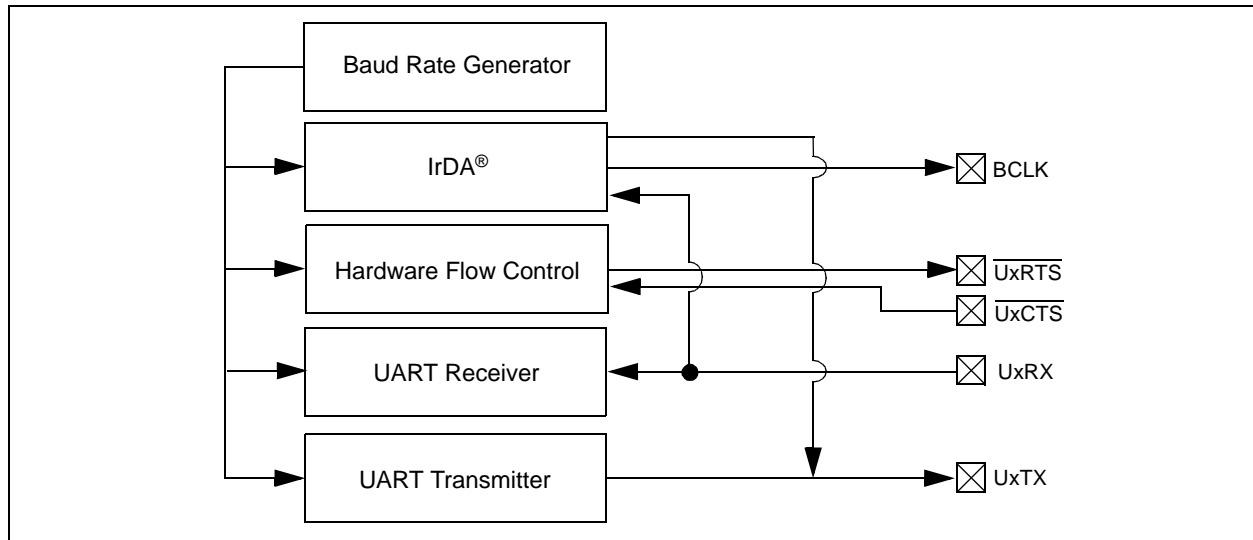 Baud Rate Generator
IrDA®
BCLK
Hardware Flow Control
UxRTS
UxCTS
UART Receiver
UxRX
UART Transmitter
UxTX